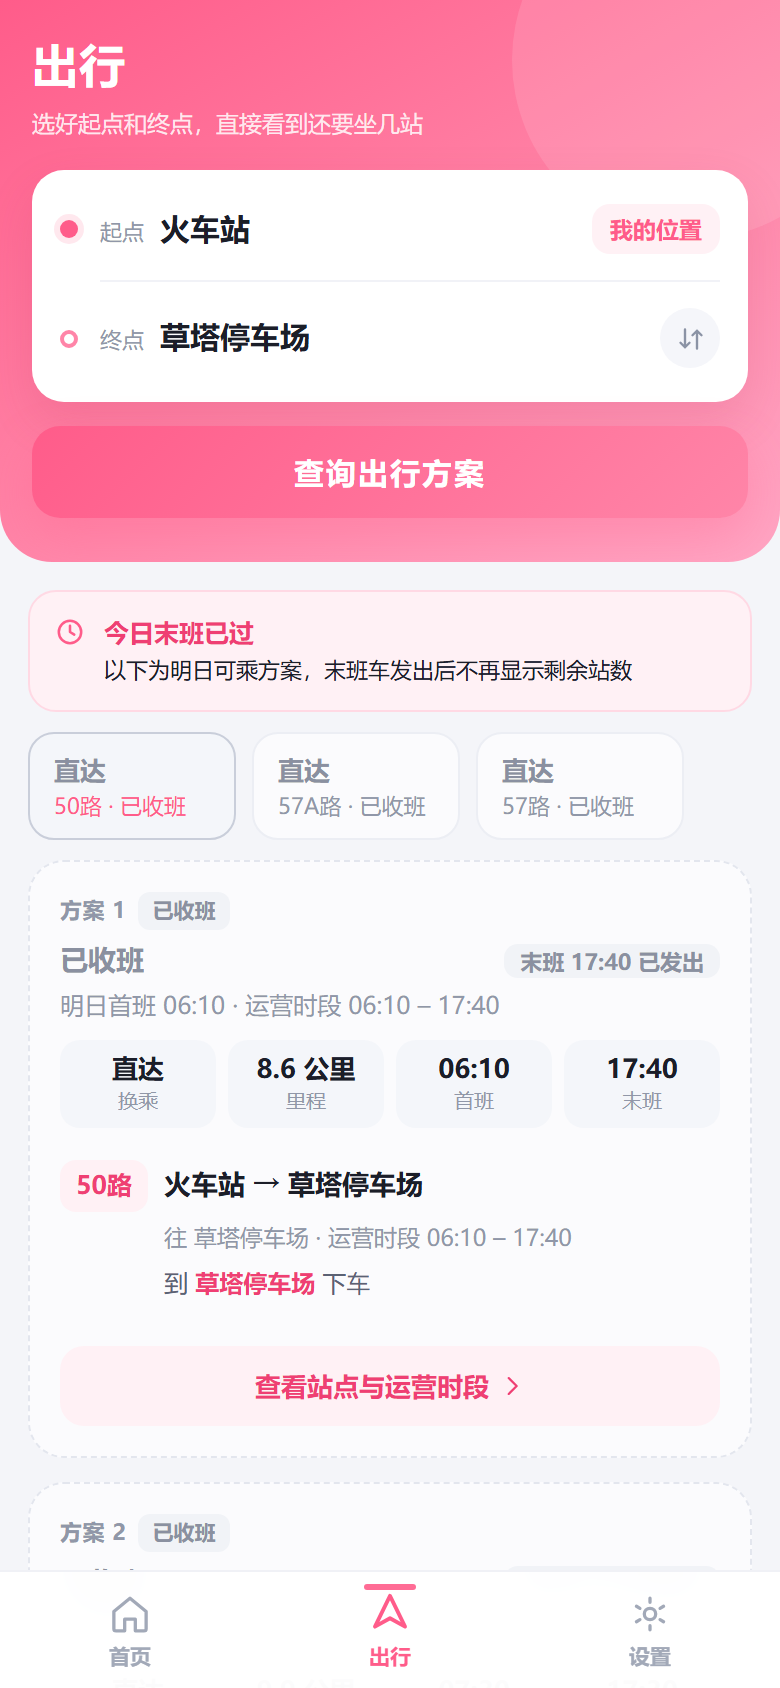 出行
选好起点和终点，直接看到还要坐几站
起点 火车站 我的位置
终点 草塔停车场
查询出行方案
今日末班已过
以下为明日可乘方案，末班车发出后不再显示剩余站数
直达 直达 直达
50路 · 已收班 57A路 · 已收班 57路 · 已收班
方案 1 已收班
已收班 末班 17:40 已发出
明日首班 06:10 · 运营时段 06:10 – 17:40
直达 8.6 公里 06:10 17:40
换乘 里程 首班 末班
50路 火车站 → 草塔停车场
往 草塔停车场 · 运营时段 06:10 – 17:40
到 草塔停车场 下车
查看站点与运营时段
方案 2 已收班
首页 出行 设置